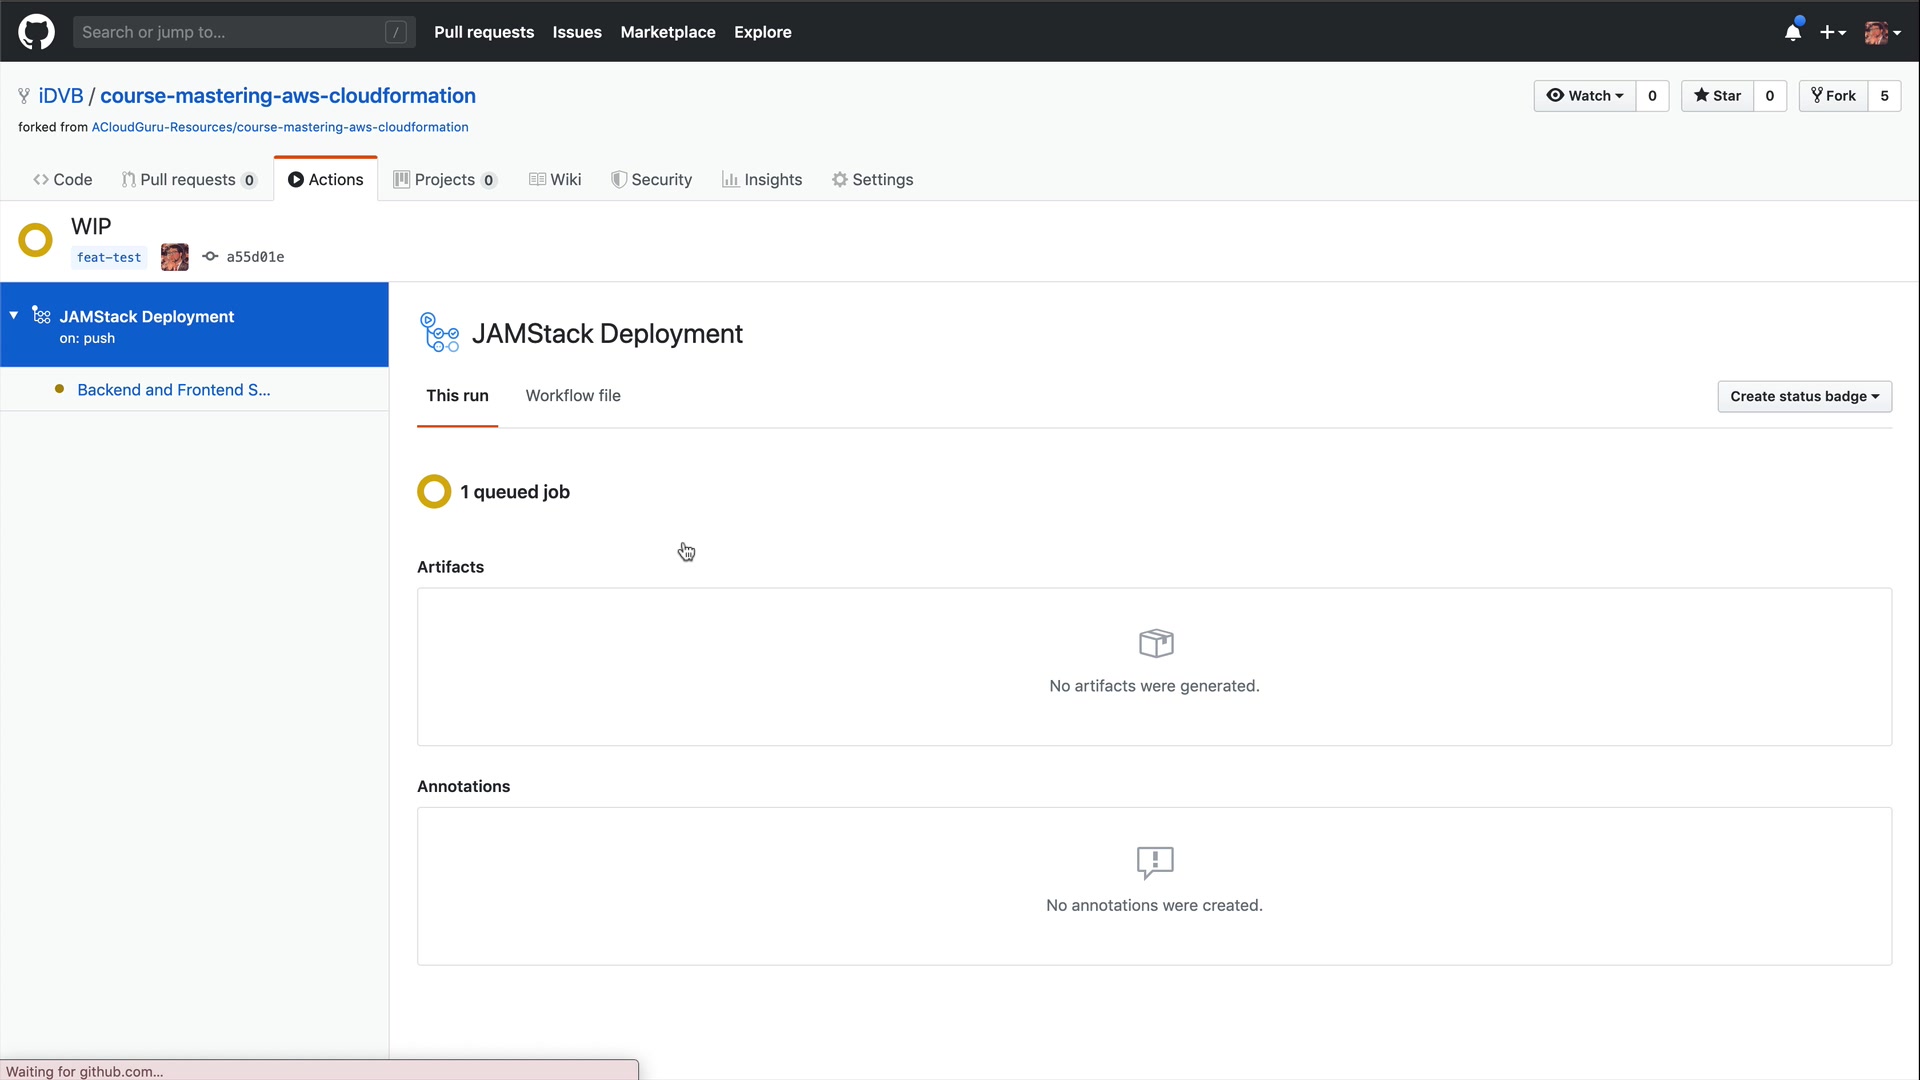 Search or jump to... /
Pull requests Issues Marketplace Explore
iDVB / course-mastering-aws-cloudformation
Watch 0 Star 0 Fork 5
forked from ACloudGuru-Resources/course-mastering-aws-cloudformation
Code Pull requests 0 Actions Projects 0 Wiki Security Insights Settings
WIP
feat-test a55d01e
JAMStack Deployment
on: push
Backend and Frontend S...
JAMStack Deployment
This run Workflow file
Create status badge
1 queued job
Artifacts
No artifacts were generated.
Annotations
No annotations were created.
Waiting for github.com...